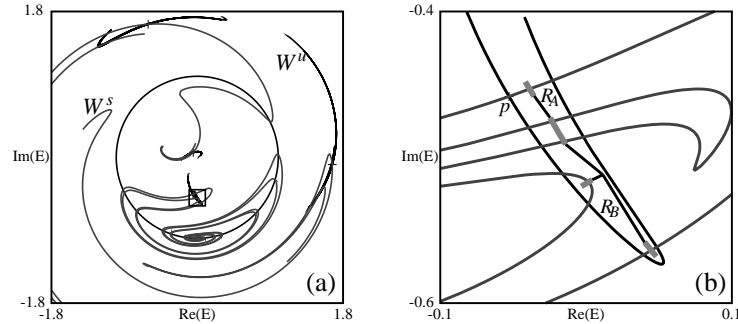 1.8
W^u
W^s
Im(E)
(a)
-1.8
-1.8
Re(E)
1.8
-0.4
R_A
p
Im(E)
R_B
(b)
-0.6
-0.1
Re(E)
0.1